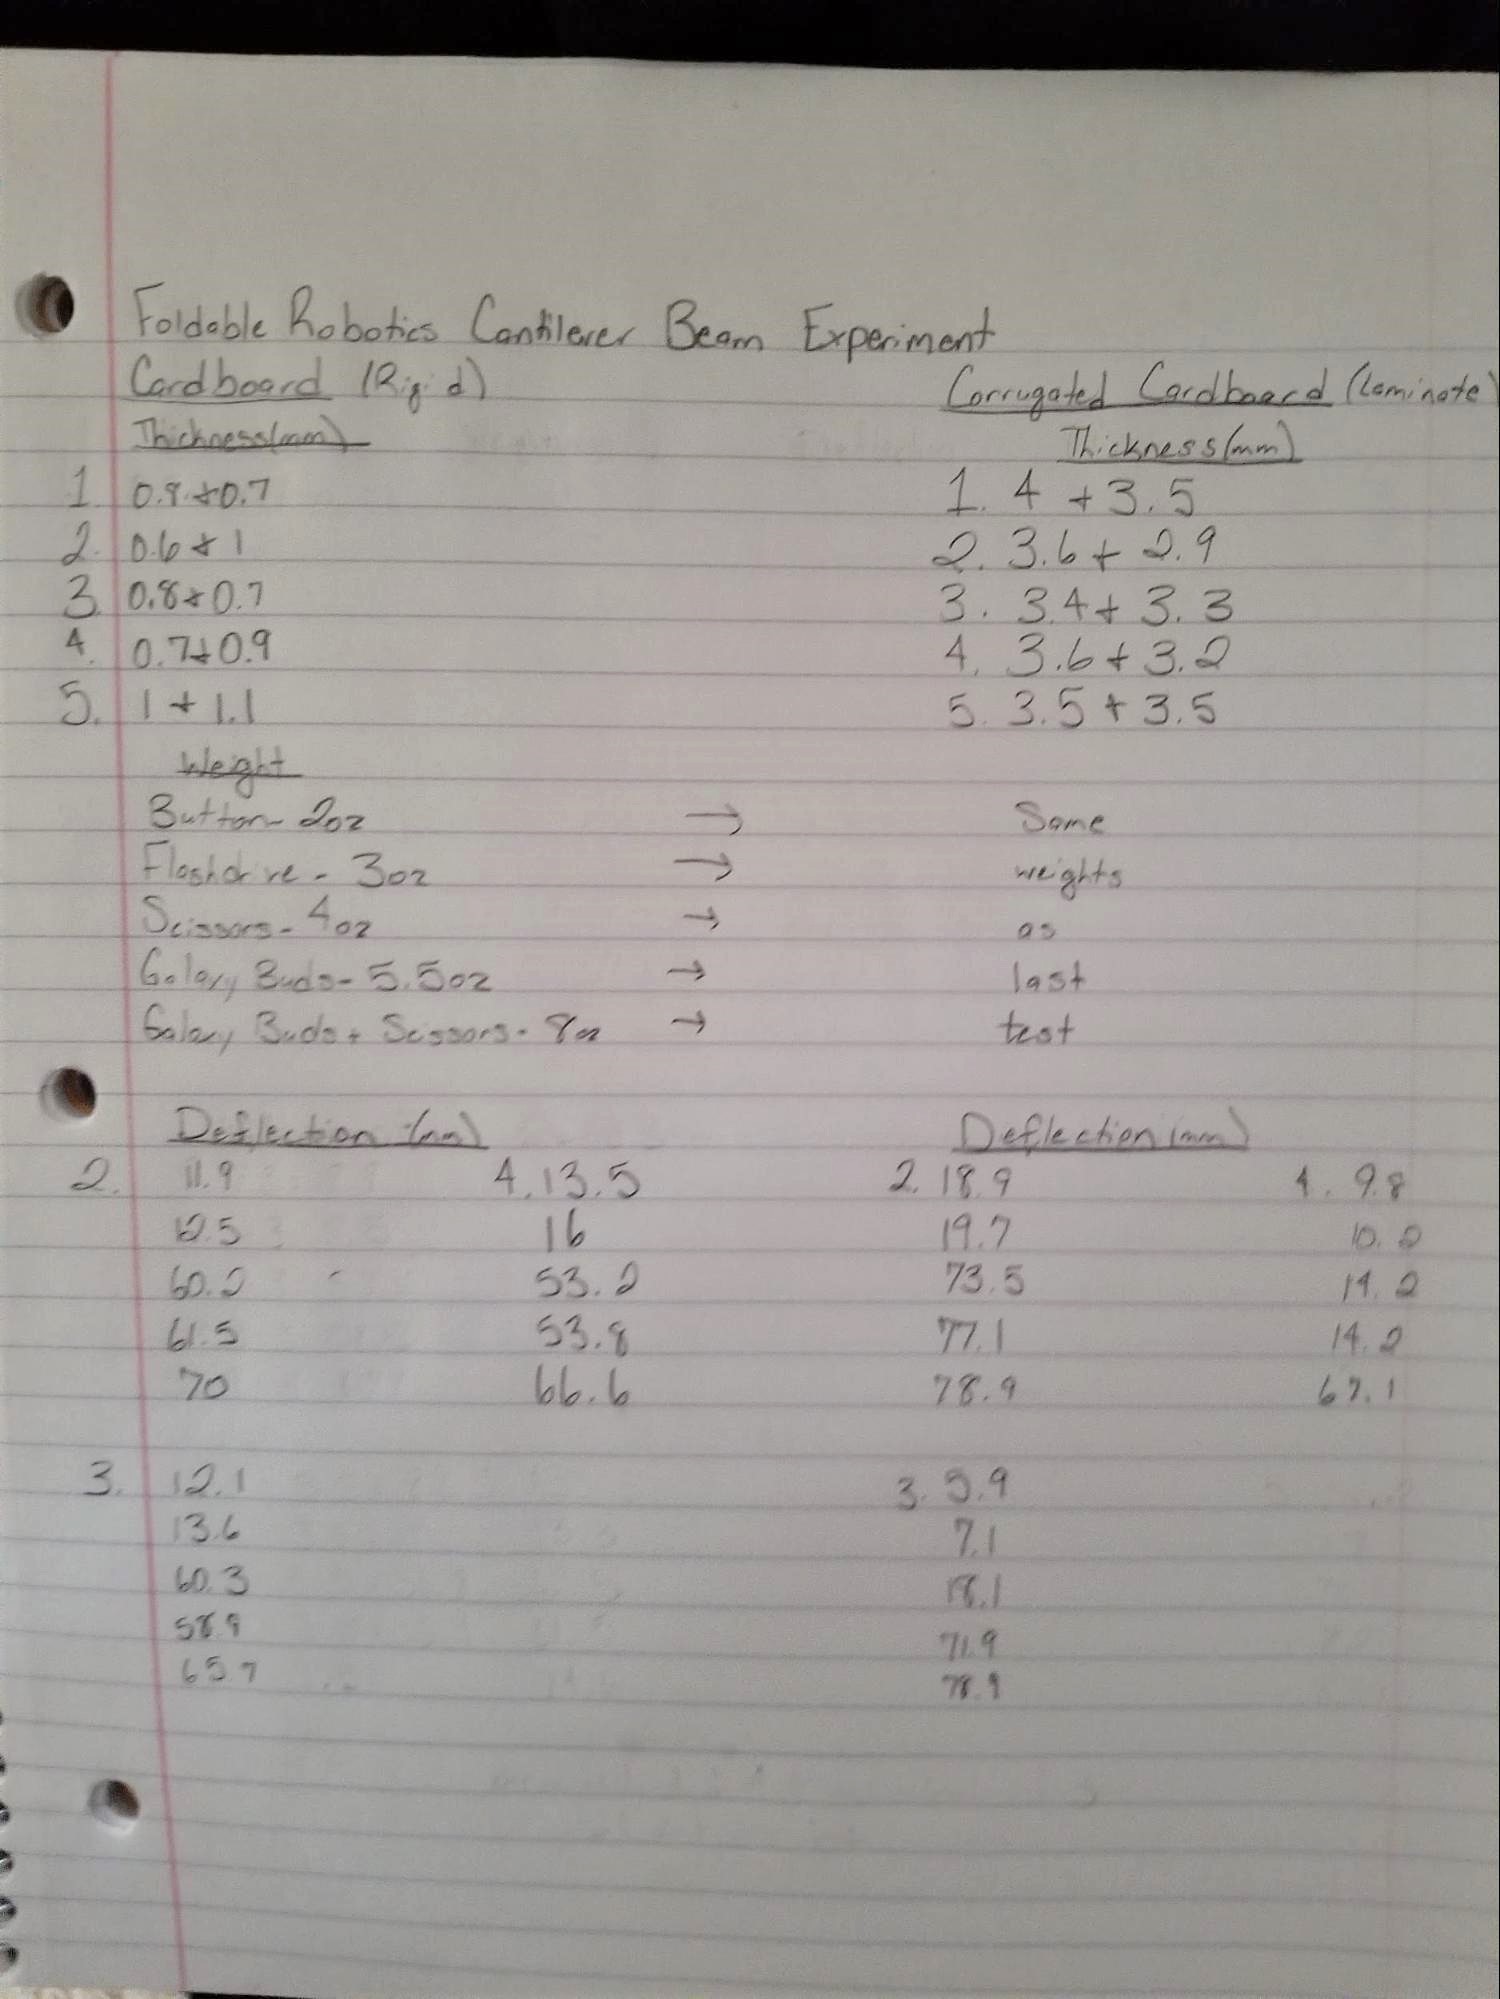 Foldable Robotics Cantilever Beam Experiment
Cardboard (Rigid) Corrugated Cardboard (Laminate)
Thickness(mm) Thickness(mm)
1. 0.8+0.7 1. 4 + 3.5
2. 0.6 + 1 2. 3.6 + 2.9
3. 0.8+0.7 3. 3.4 + 3.3
4. 0.7+0.9 4. 3.6 + 3.2
5. 1 + 1.1 5. 3.5 + 3.5
Weight
Button - 2oz → Same
Flashdrive - 3oz → weights
Scissors - 4oz → as
Galaxy Buds - 5.5oz → last
Galaxy Buds + Scissors - 8oz → test
Deflection (mm) Deflection (mm)
2. 11.9 4. 13.5 2. 18.9 4. 9.8
12.5 16 19.7 10.2
60.2 53.2 73.5 14.2
61.5 53.8 77.1 14.2
70 66.6 78.9 67.1
3. 12.1 3. 5.9
13.6 7.1
60.3 18.1
58.9 71.9
65.7 78.9